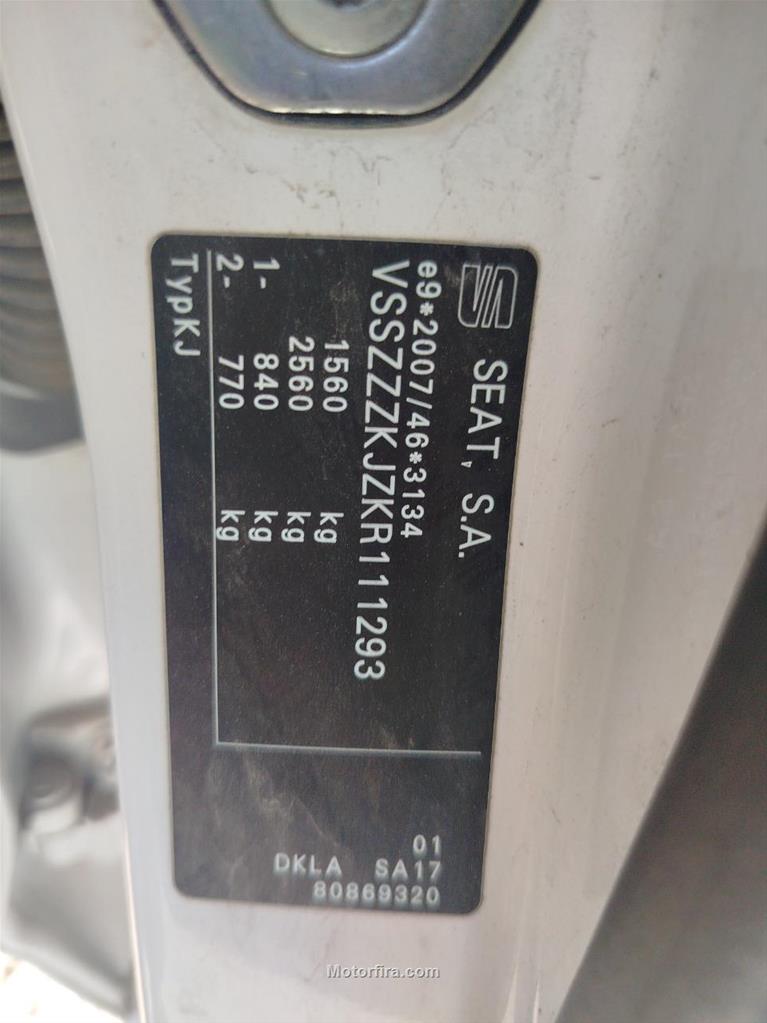 SEAT, S.A.
e9*2007/46*3134
VSSZZZKJZKR111293
1560 kg
2560 kg
1- 840 kg
2- 770 kg
TypKJ
01
DKLA SA17
80869320
Motorfira.com